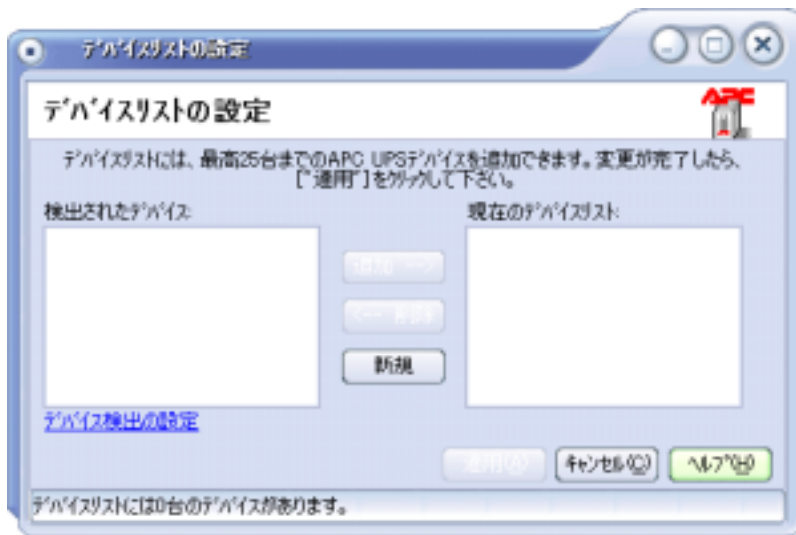 ﾃﾞﾊﾞｲｽﾘｽﾄの設定
ﾃﾞﾊﾞｲｽﾘｽﾄの設定
APC
ﾃﾞﾊﾞｲｽﾘｽﾄには、最高25台までのAPC UPSﾃﾞﾊﾞｲｽを追加できます。変更が完了したら、
["適用"]をｸﾘｯｸして下さい。
検出されたﾃﾞﾊﾞｲｽ:
現在のﾃﾞﾊﾞｲｽﾘｽﾄ:
追加 -->
<-- 削除
新規
ﾃﾞﾊﾞｲｽ検出の設定
適用(A)
ｷｬﾝｾﾙ(C)
ﾍﾙﾌﾟ(H)
ﾃﾞﾊﾞｲｽﾘｽﾄには0台のﾃﾞﾊﾞｲｽがあります。